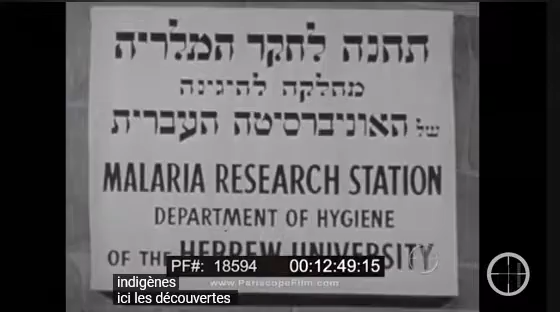 תחנה לחקר המלריה
מחלקה להיגינה
של האוניברסיטה העברית
MALARIA RESEARCH STATION
DEPARTMENT OF HYGIENE
OF THE HEBREW UNIVERSITY
PF#: 18594 00:12:49:15
www.PeriscopeFilm.com
indigènes
ici les découvertes